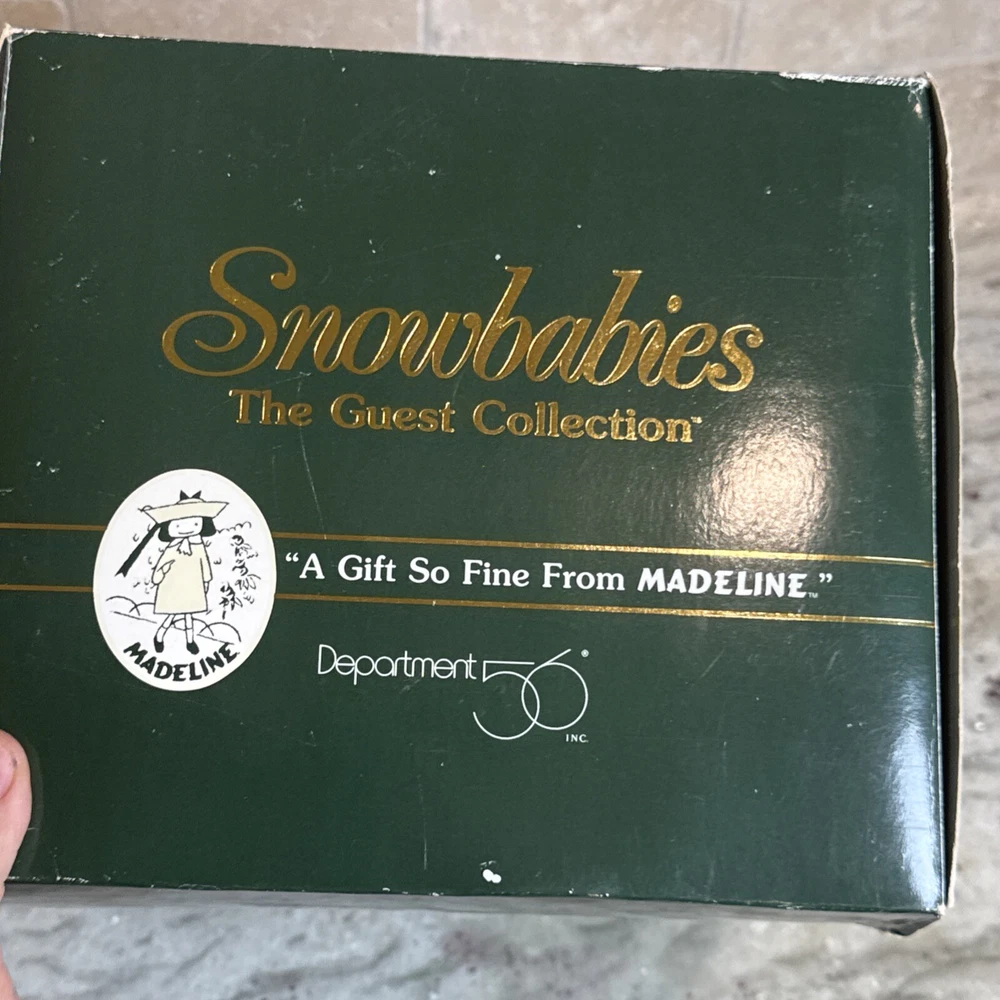 Snowbabies
The Guest Collection™
“A Gift So Fine From MADELINE™”
MADELINE
Department 56®
INC.